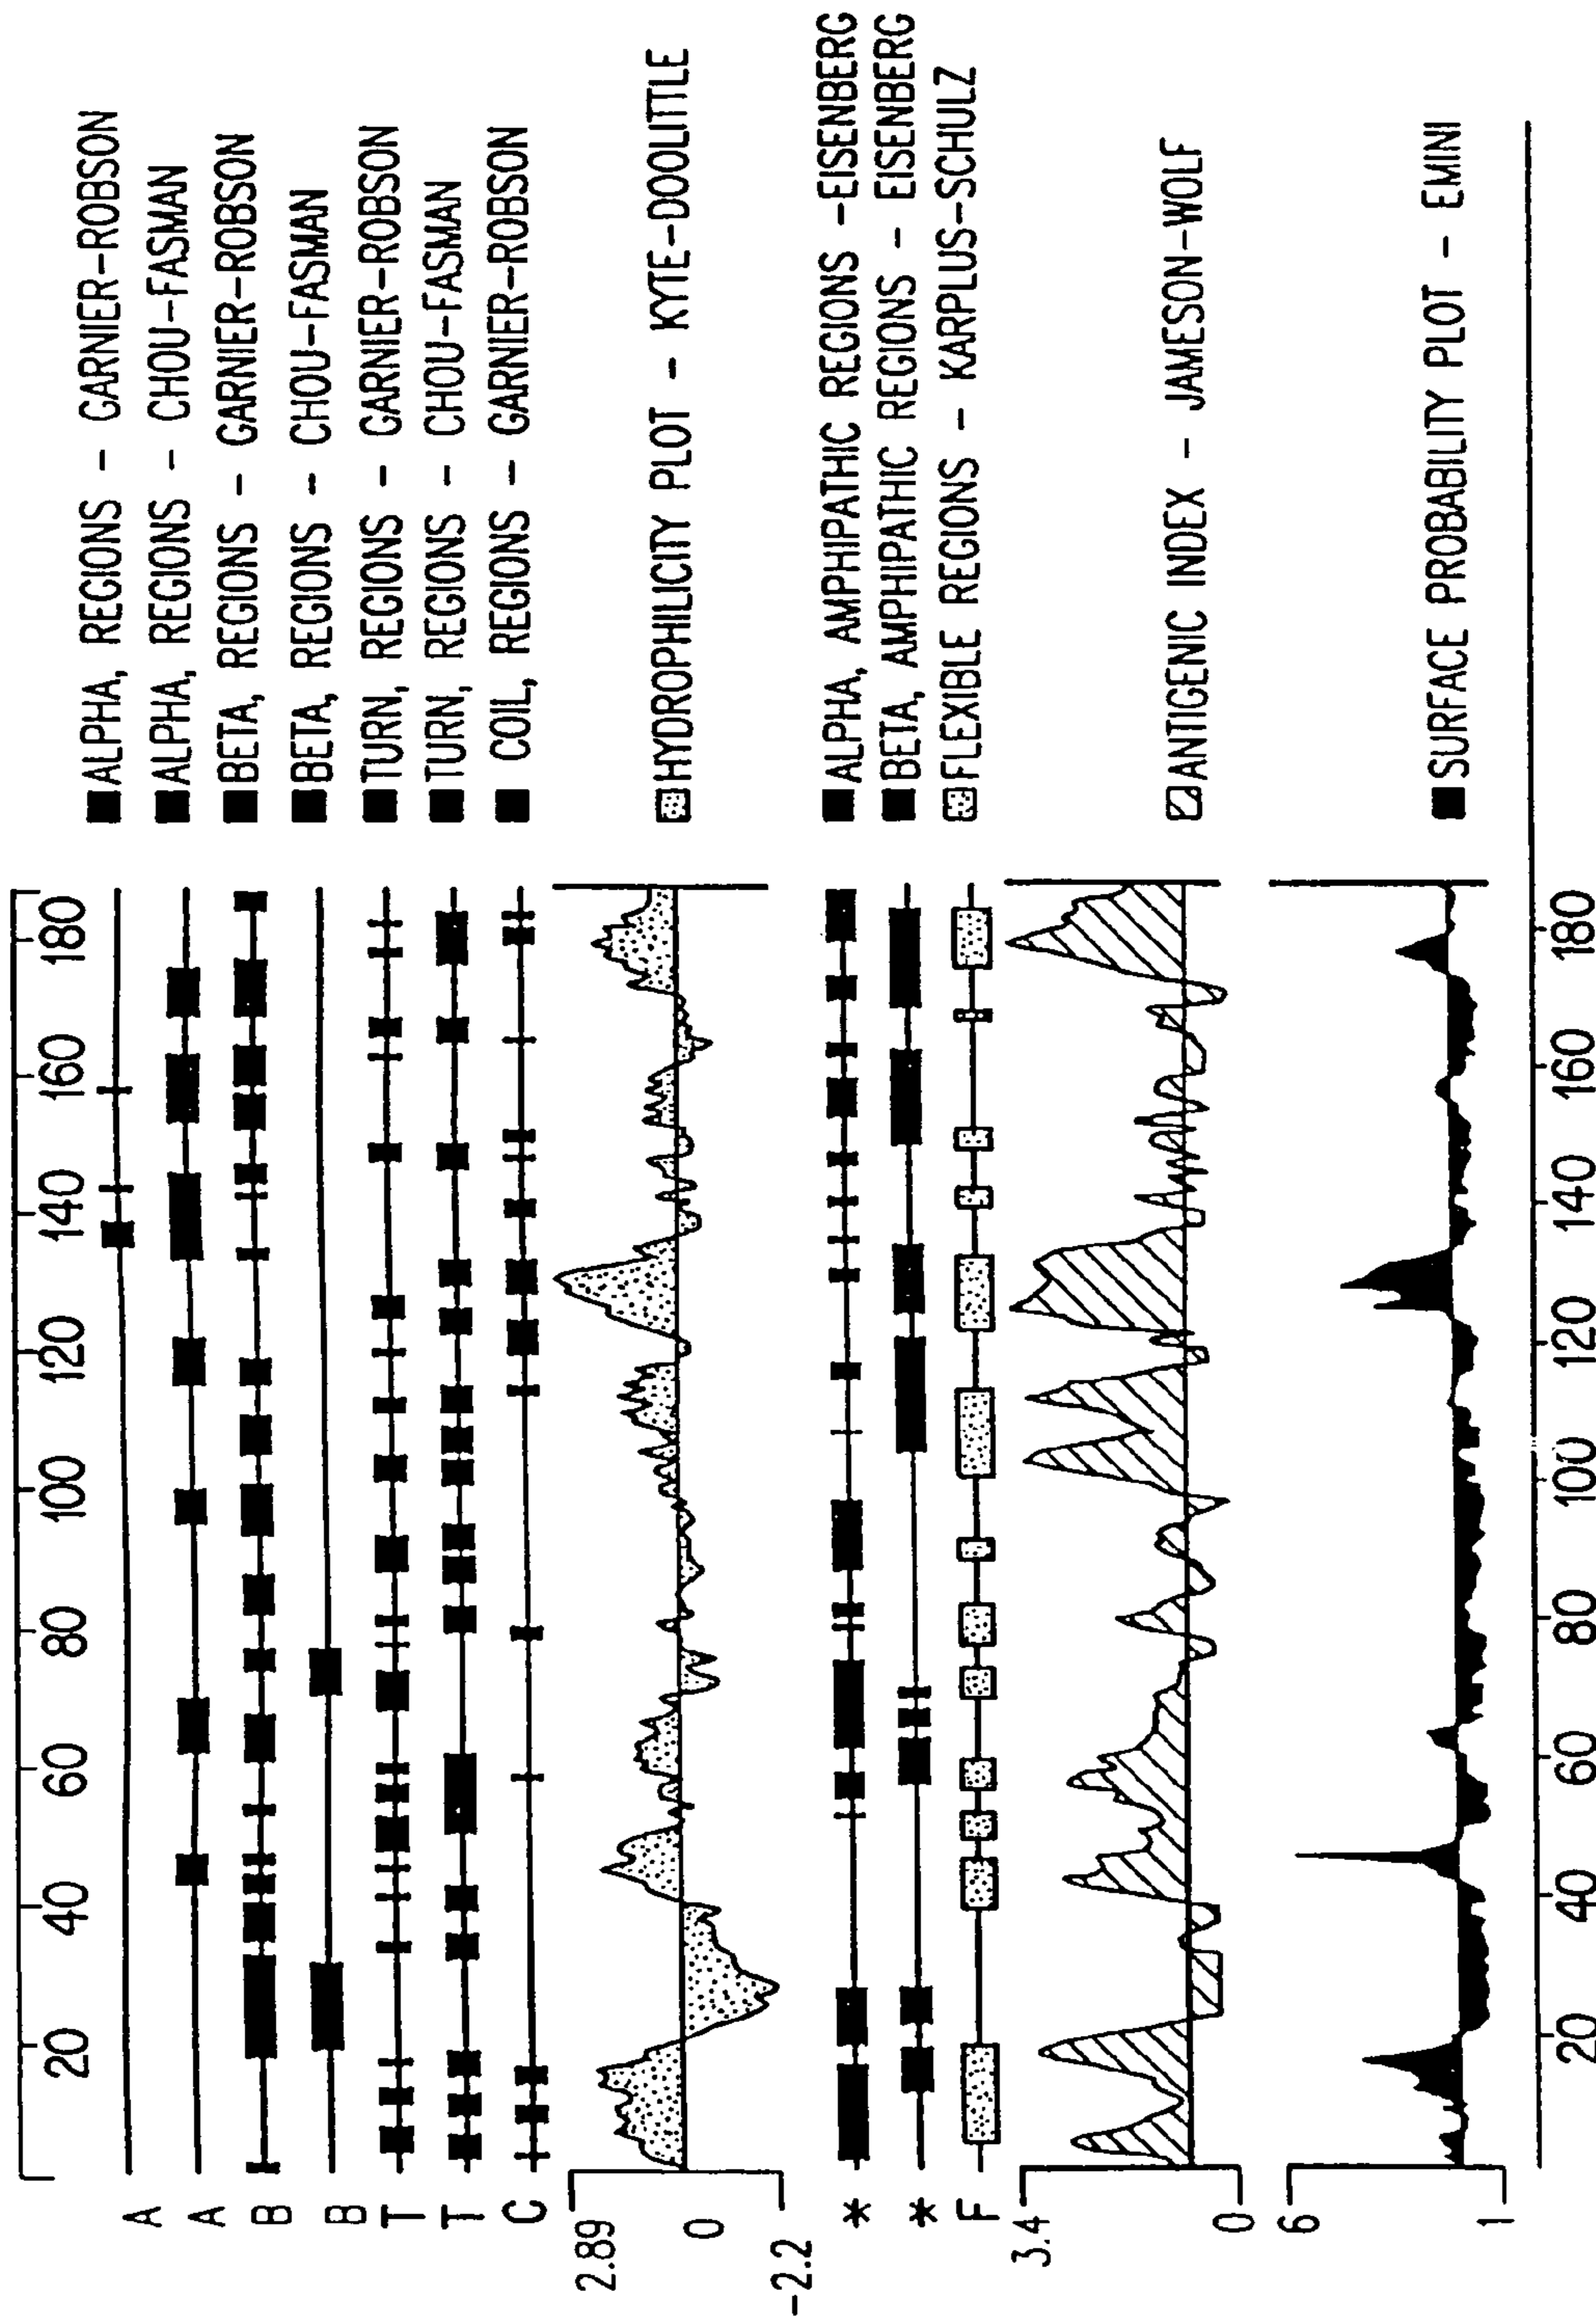 20 40 60 80 100 120 140 160 180
A ■ ALPHA, REGIONS - GARNIER-ROBSON
A ■ ALPHA, REGIONS - CHOU-FASMAN
B ■ BETA, REGIONS - GARNIER-ROBSON
B ■ BETA, REGIONS - CHOU-FASMAN
T ■ TURN, REGIONS - GARNIER-ROBSON
T ■ TURN, REGIONS - CHOU-FASMAN
C ■ COIL, REGIONS - GARNIER-ROBSON
2.89
HYDROPHILICITY PLOT - KYTE-DOOLITTLE
0
-2.2
* ■ ALPHA, AMPHIPATHIC REGIONS -EISENBERG
* ■ BETA, AMPHIPATHIC REGIONS - EISENBERG
F FLEXIBLE REGIONS - KARPLUS-SCHULZ
3.4
ANTIGENIC INDEX - JAMESON-WOLF
0
6
■ SURFACE PROBABILITY PLOT - EMINI
1
20 40 60 80 100 120 140 160 180